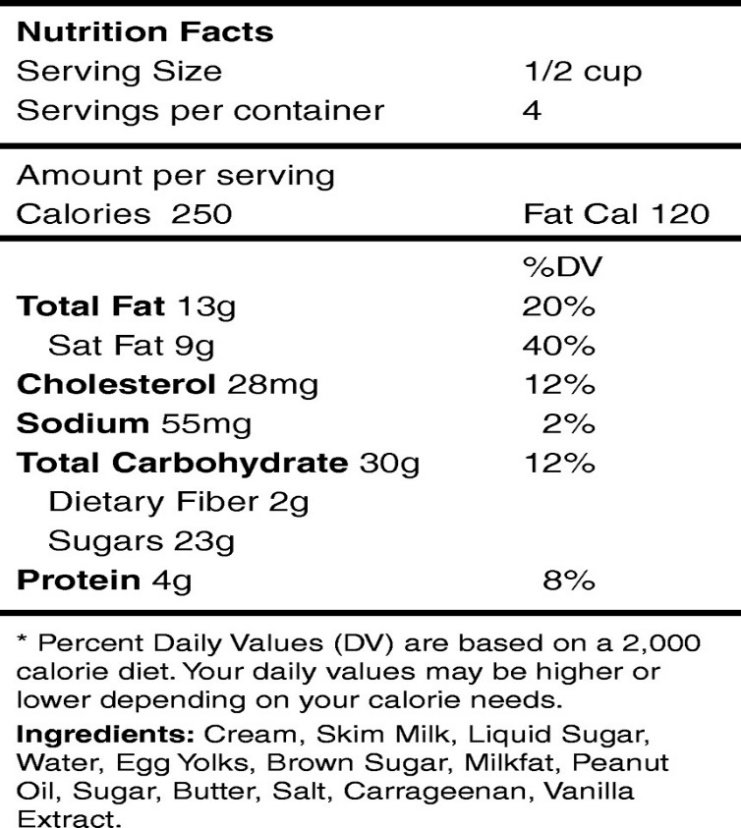 Nutrition Facts
Serving Size 1/2 cup
Servings per container 4
Amount per serving
Calories 250 Fat Cal 120
%DV
Total Fat 13g 20%
Sat Fat 9g 40%
Cholesterol 28mg 12%
Sodium 55mg 2%
Total Carbohydrate 30g 12%
Dietary Fiber 2g
Sugars 23g
Protein 4g 8%
* Percent Daily Values (DV) are based on a 2,000
calorie diet. Your daily values may be higher or
lower depending on your calorie needs.
Ingredients: Cream, Skim Milk, Liquid Sugar,
Water, Egg Yolks, Brown Sugar, Milkfat, Peanut
Oil, Sugar, Butter, Salt, Carrageenan, Vanilla
Extract.